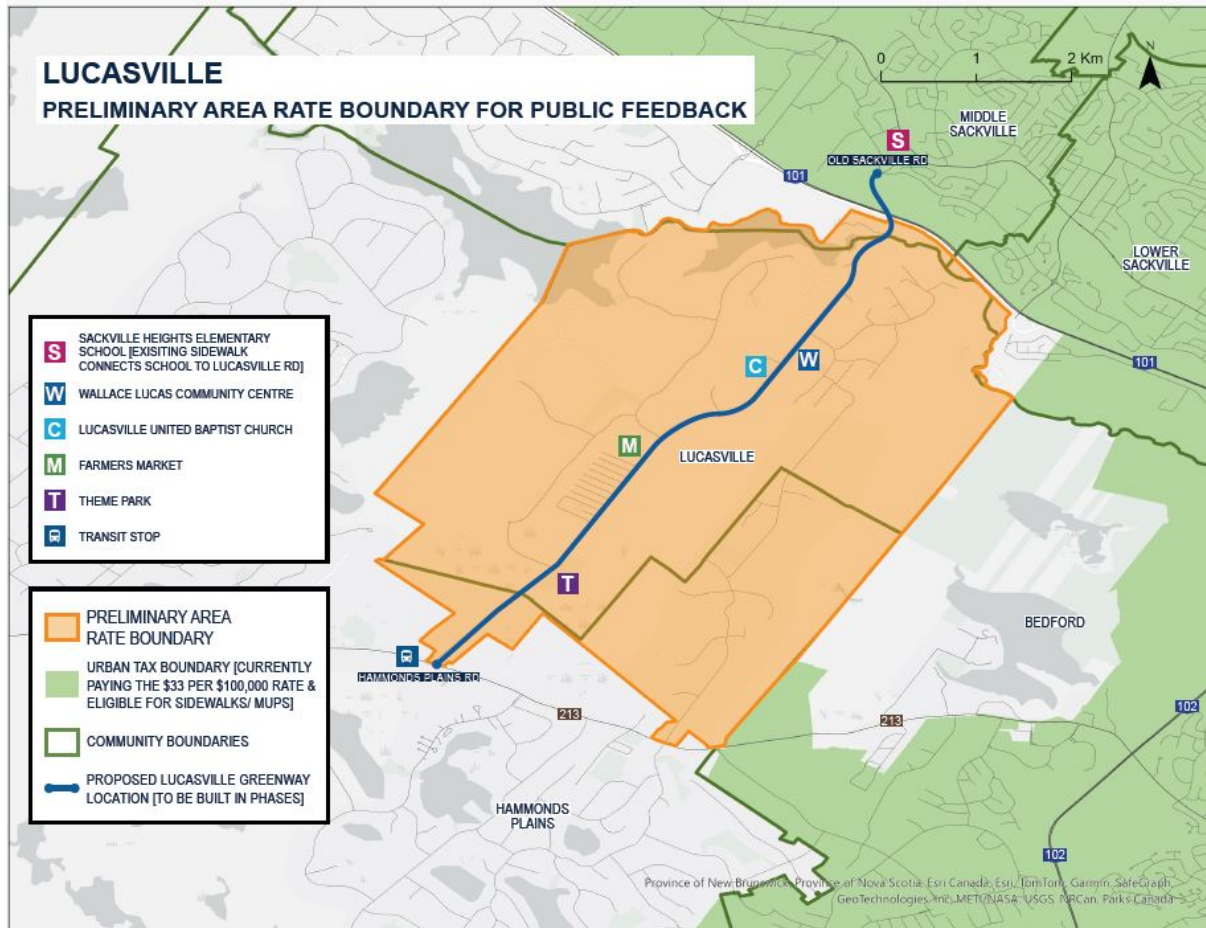 LUCASVILLE
PRELIMINARY AREA RATE BOUNDARY FOR PUBLIC FEEDBACK
0 1 2 Km
N
MIDDLE
SACKVILLE
S
OLD SACKVILLE RD
101
LOWER
SACKVILLE
101
S
SACKVILLE HEIGHTS ELEMENTARY
SCHOOL [EXISITING SIDEWALK
CONNECTS SCHOOL TO LUCASVILLE RD]
W
WALLACE LUCAS COMMUNITY CENTRE
C
LUCASVILLE UNITED BAPTIST CHURCH
M
FARMERS MARKET
T
THEME PARK
TRANSIT STOP
C
W
M
LUCASVILLE
T
HAMMONDS PLAINS RD
213
BEDFORD
213
102
PRELIMINARY AREA
RATE BOUNDARY
URBAN TAX BOUNDARY [CURRENTLY
PAYING THE $33 PER $100,000 RATE &
ELIGIBLE FOR SIDEWALKS/ MUPS]
COMMUNITY BOUNDARIES
PROPOSED LUCASVILLE GREENWAY
LOCATION [TO BE BUILT IN PHASES]
HAMMONDS
PLAINS
102
Province of New Brunswick, Province of Nova Scotia, Esri Canada, Esri, TomTom, Garmin, SafeGraph,
GeoTechnologies, Inc, METI/NASA, USGS, NRCan, Parks Canada